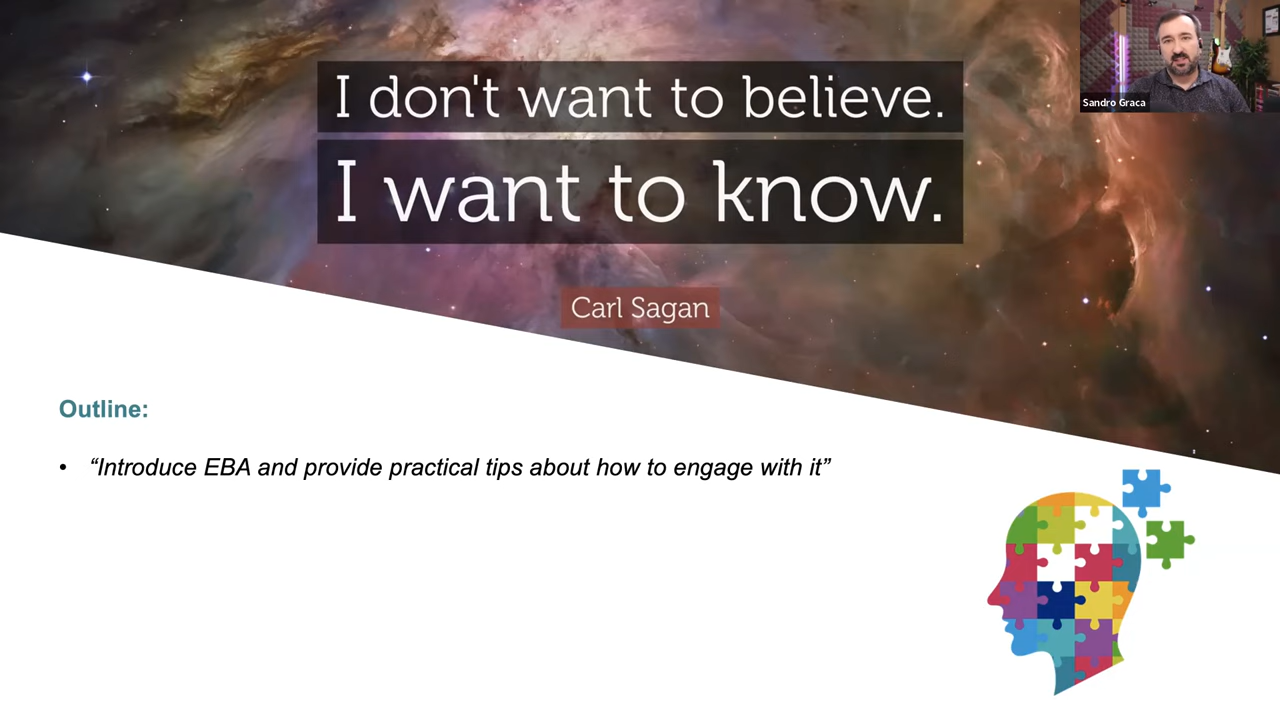 I don't want to believe.
I want to know.
Carl Sagan
Sandro Graca
Outline:
• “Introduce EBA and provide practical tips about how to engage with it”